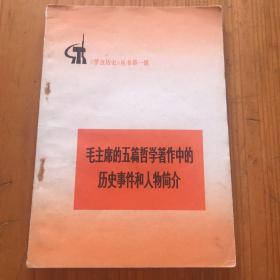 《学点历史》丛书第一辑
毛主席的五篇哲学著作中的
历史事件和人物简介